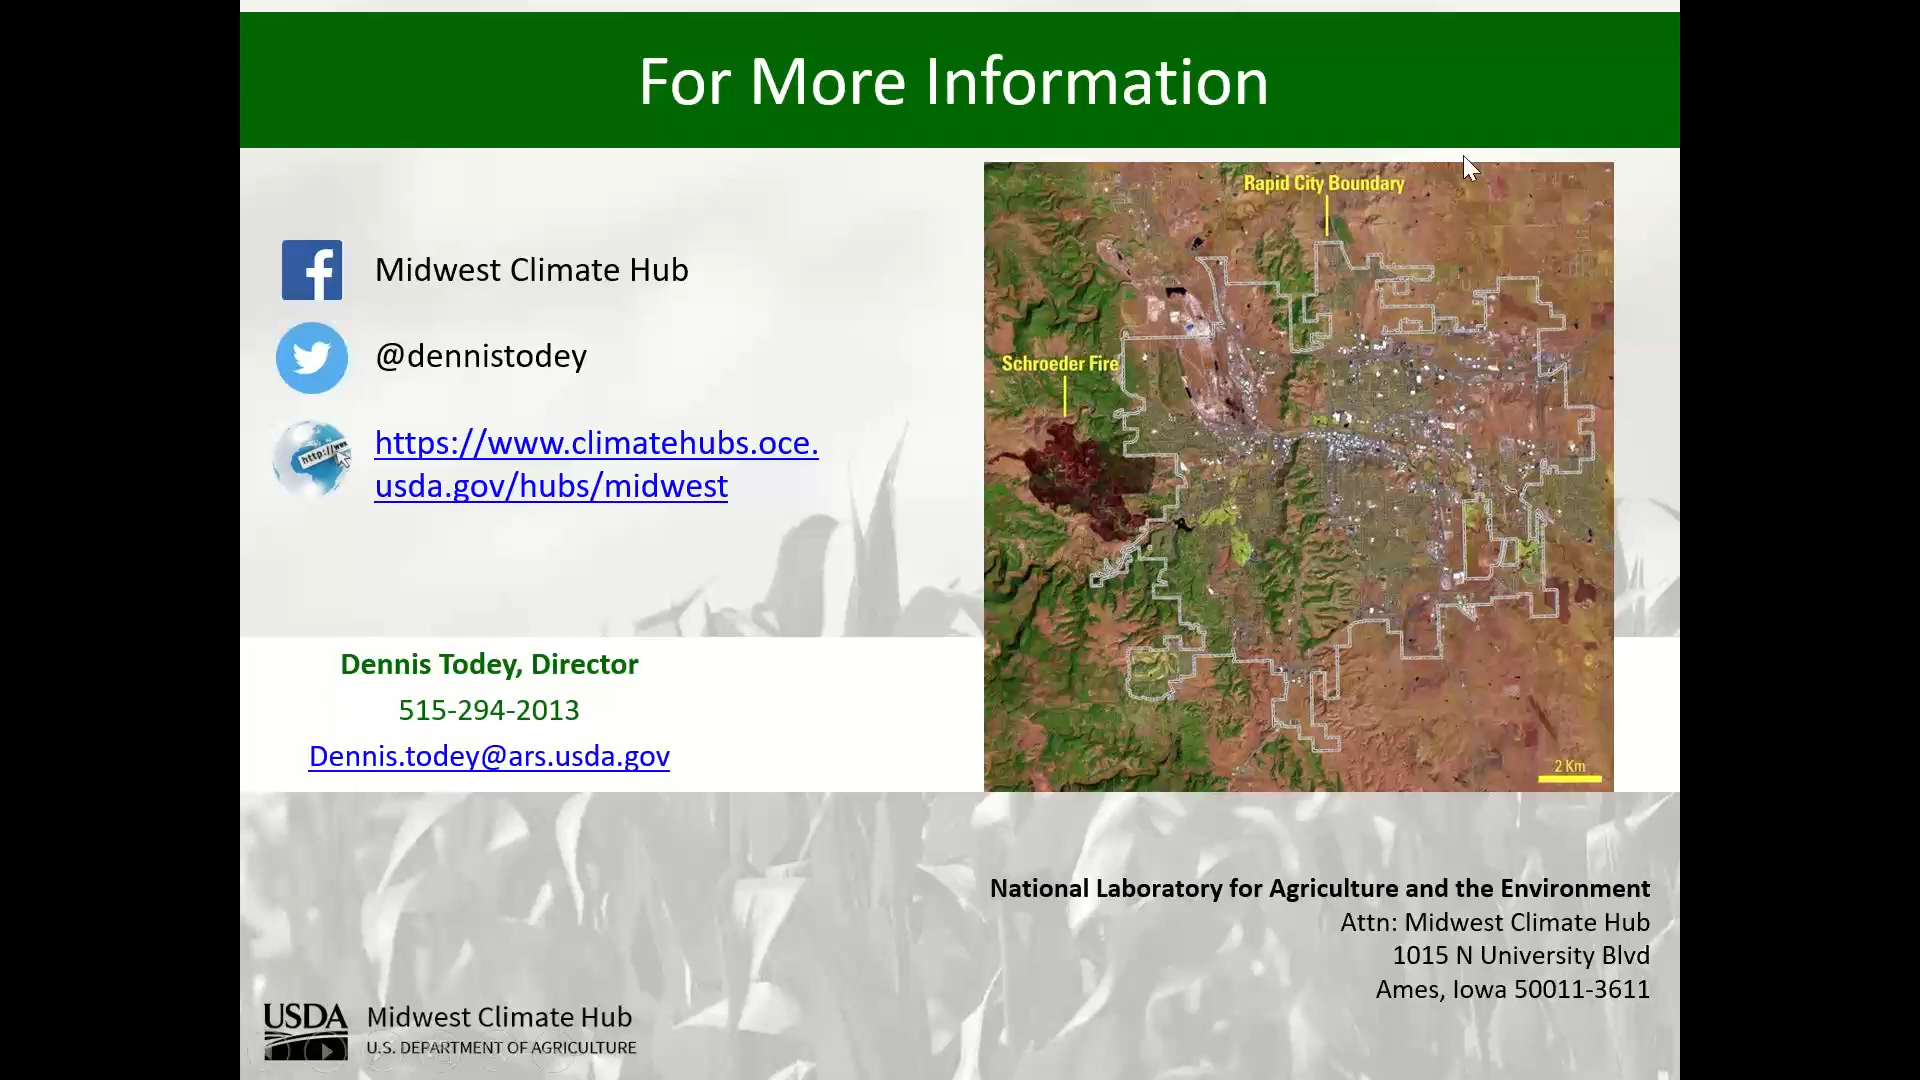 For More Information
Midwest Climate Hub
@dennistodey
http://www
https://www.climatehubs.oce.
usda.gov/hubs/midwest
Rapid City Boundary
Schroeder Fire
2 Km
Dennis Todey, Director
515-294-2013
Dennis.todey@ars.usda.gov
National Laboratory for Agriculture and the Environment
Attn: Midwest Climate Hub
1015 N University Blvd
Ames, Iowa 50011-3611
USDA
Midwest Climate Hub
U.S. DEPARTMENT OF AGRICULTURE